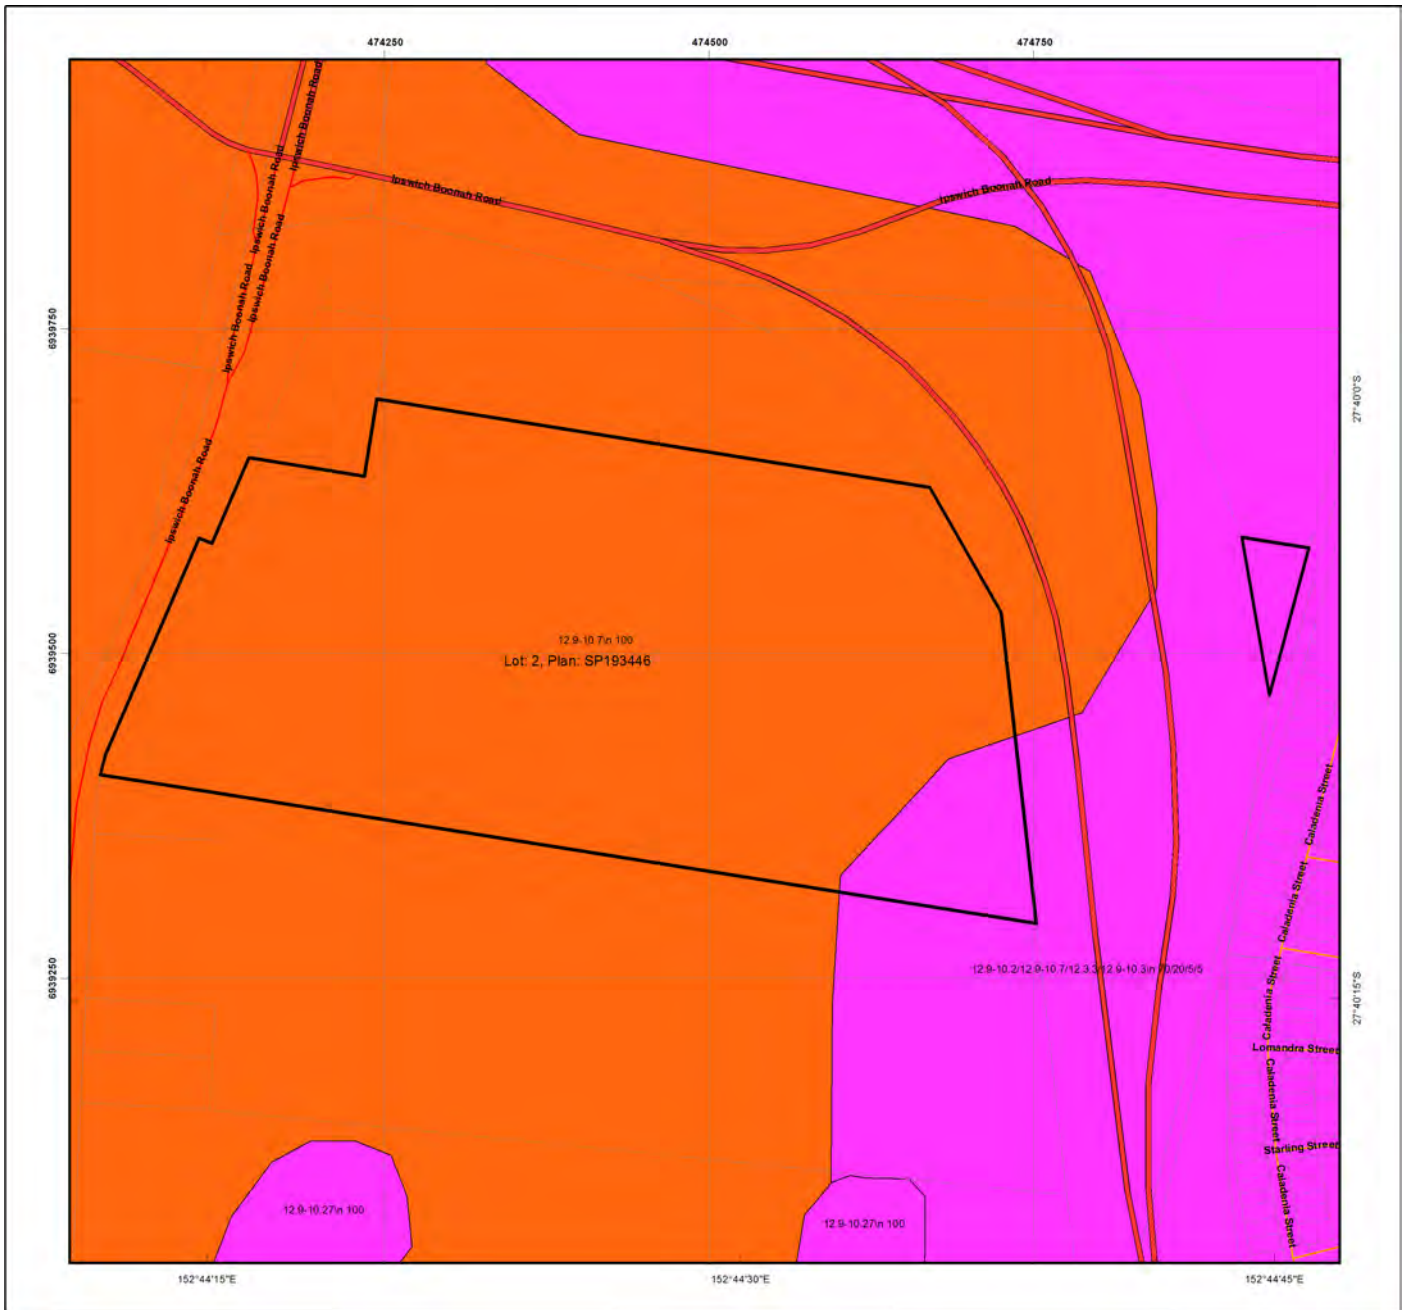 474250
474500
474750
Ipswich Boonah Road
Ipswich Boonah Road
Ipswich Boonah Road
Ipswich Boonah Road
Ipswich Boonah Road
Ipswich Boonah Road
6939750
Ipswich Boonah Road
27°40'0"S
Ipswich Boonah Road
12.9-10.7\n 100
Lot: 2, Plan: SP193446
6939500
Caladenia Street
Caladenia Street
12.9-10.2/12.9-10.7/12.3.3/12.9-10.3\n 70/20/5/5
6939250
27°40'15"S
Caladenia Street
Lomandra Street
Caladenia Street
Starling Street
Caladenia Street
12.9-10.27\n 100
12.9-10.27\n 100
152°44'15"E
152°44'30"E
152°44'45"E